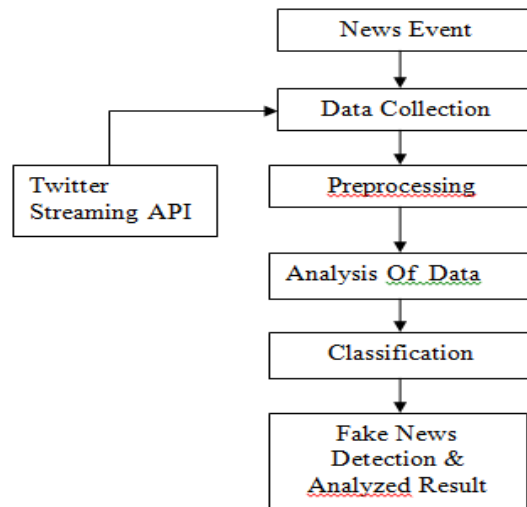 News Event
Data Collection
Twitter
Streaming API
Preprocessing
Analysis Of Data
Classification
Fake News
Detection &
Analyzed Result